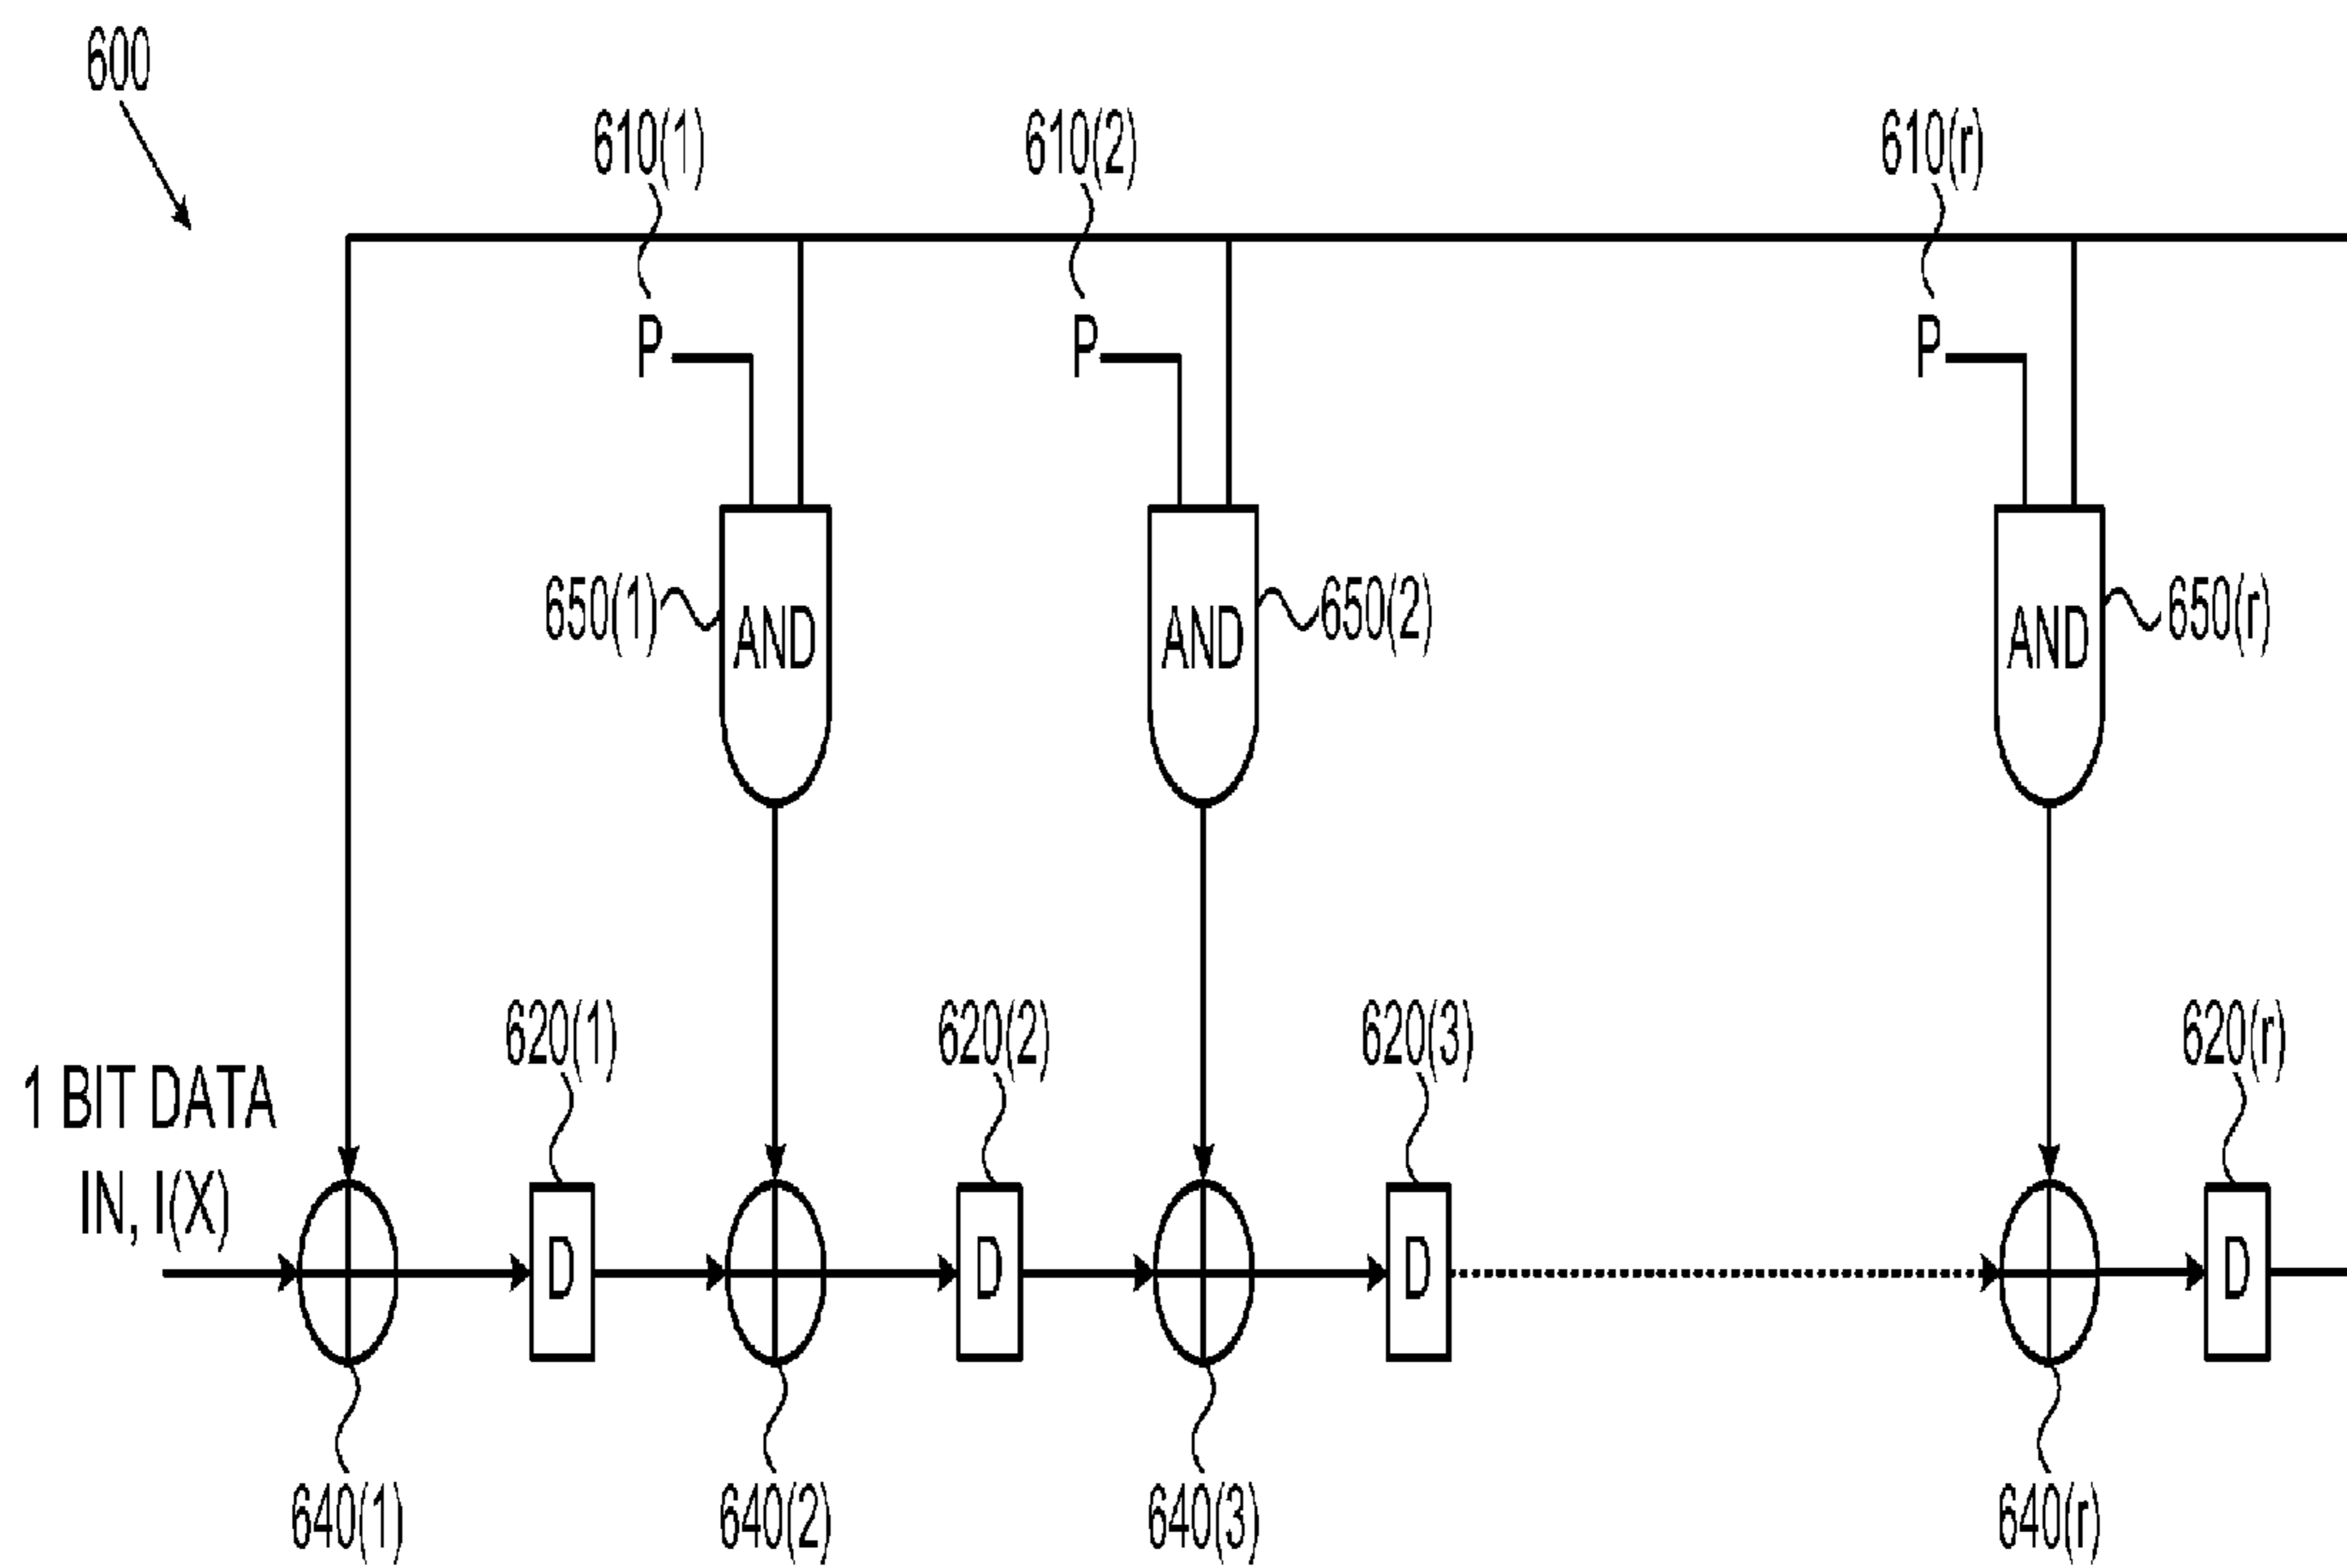 600
610(1) 610(2) 610(r)
P P P
650(1) AND AND 650(2) AND 650(r)
620(1) 620(2) 620(3) 620(r)
1 BIT DATA
IN, I(X)
D D D D
640(1) 640(2) 640(3) 640(r)